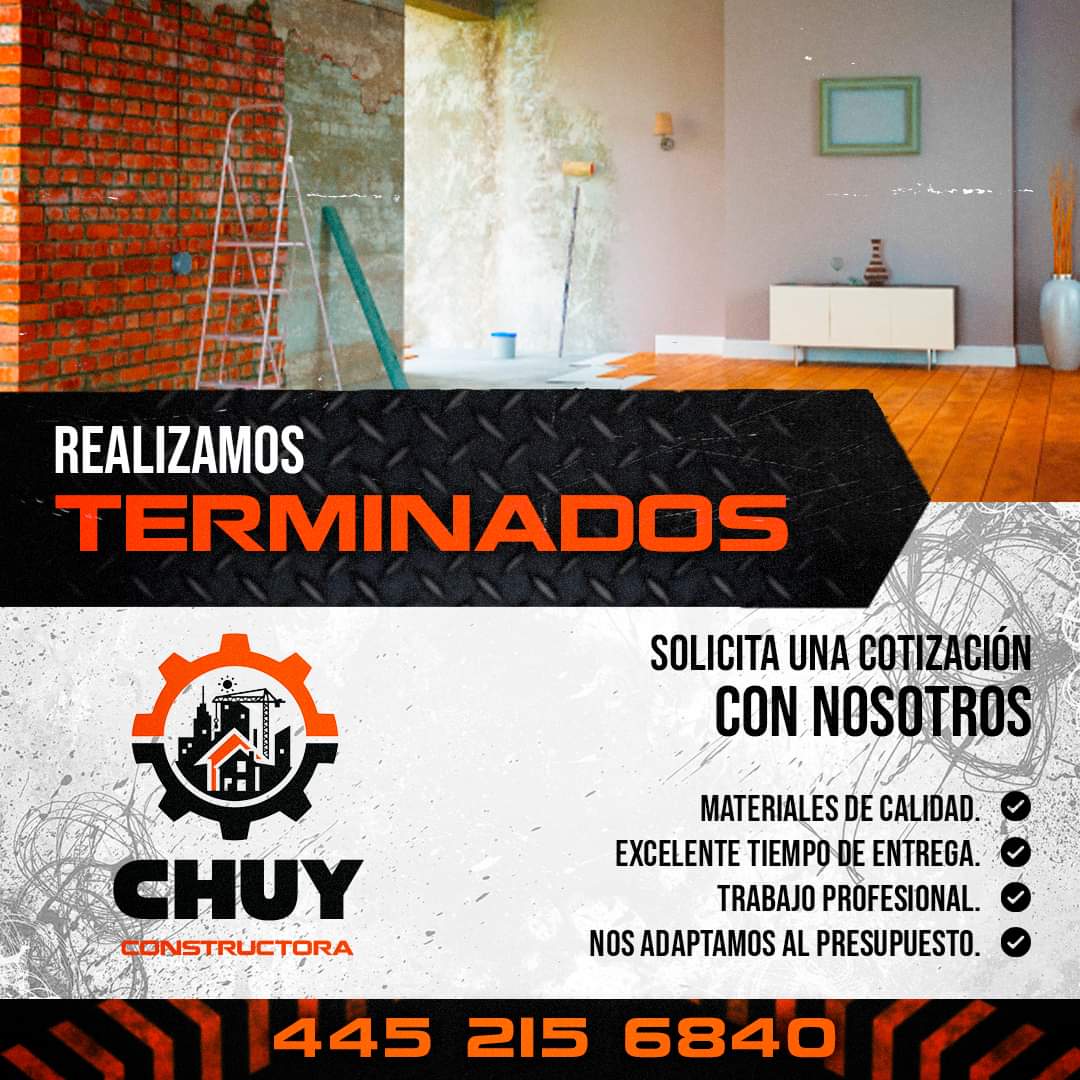 REALIZAMOS
TERMINADOS
SOLICITA UNA COTIZACIÓN
CON NOSOTROS
MATERIALES DE CALIDAD.
EXCELENTE TIEMPO DE ENTREGA.
TRABAJO PROFESIONAL.
NOS ADAPTAMOS AL PRESUPUESTO.
CHUY
CONSTRUCTORA
445 215 6840